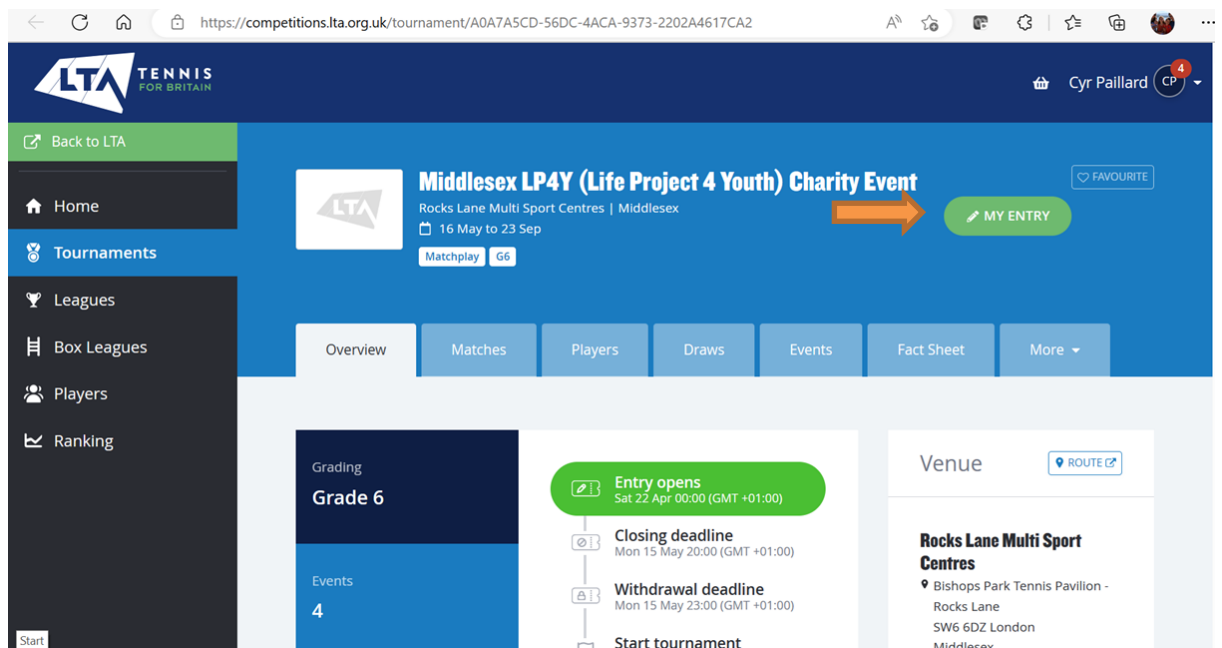 https://competitions.lta.org.uk/tournament/A0A7A5CD-56DC-4ACA-9373-2202A4617CA2
LTA TENNIS
FOR BRITAIN
Cyr Paillard CP 4
Back to LTA
Home
Tournaments
Leagues
Box Leagues
Players
Ranking
Start
LTA
Middlesex LP4Y (Life Project 4 Youth) Charity Event
Rocks Lane Multi Sport Centres | Middlesex
16 May to 23 Sep
Matchplay G6
FAVOURITE
MY ENTRY
Overview Matches Players Draws Events Fact Sheet More
Grading
Grade 6
Events
4
Entry opens
Sat 22 Apr 00:00 (GMT +01:00)
Closing deadline
Mon 15 May 20:00 (GMT +01:00)
Withdrawal deadline
Mon 15 May 23:00 (GMT +01:00)
Start tournament
Venue
ROUTE
Rocks Lane Multi Sport
Centres
Bishops Park Tennis Pavilion -
Rocks Lane
SW6 6DZ London
Middlesex